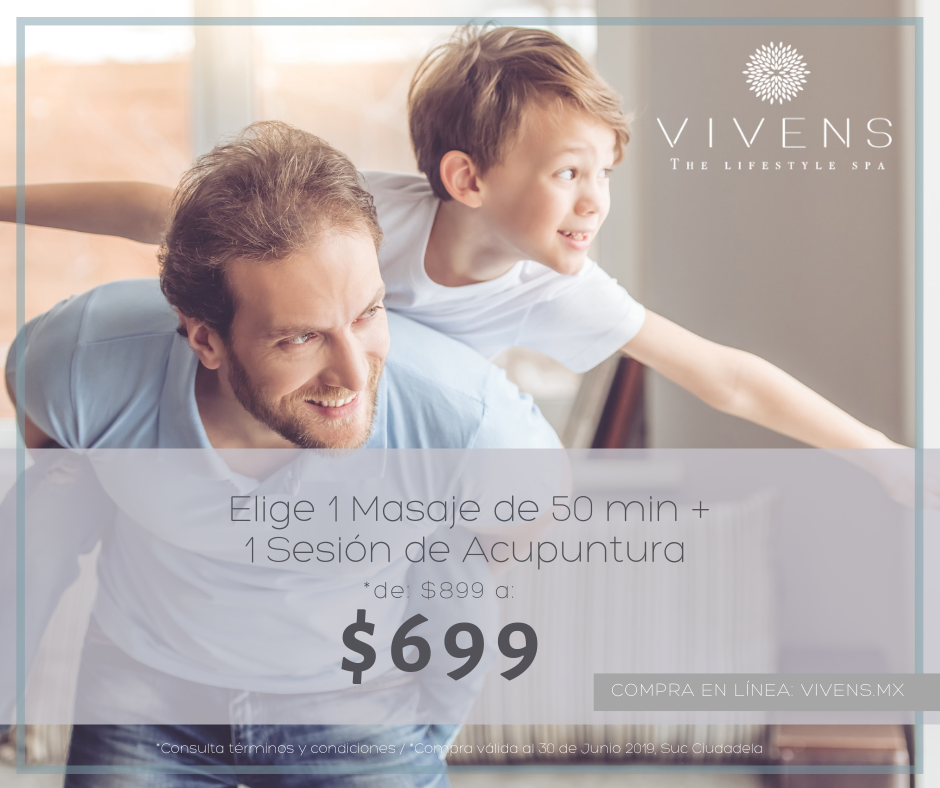 VIVENS
THE LIFESTYLE SPA
Elige 1 Masaje de 50 min +
1 Sesión de Acupuntura
*de: $899 a:
$699
COMPRA EN LÍNEA: VIVENS.MX
*Consulta términos y condiciones / *Compra válida al 30 de Junio 2019, Suc Ciudadela